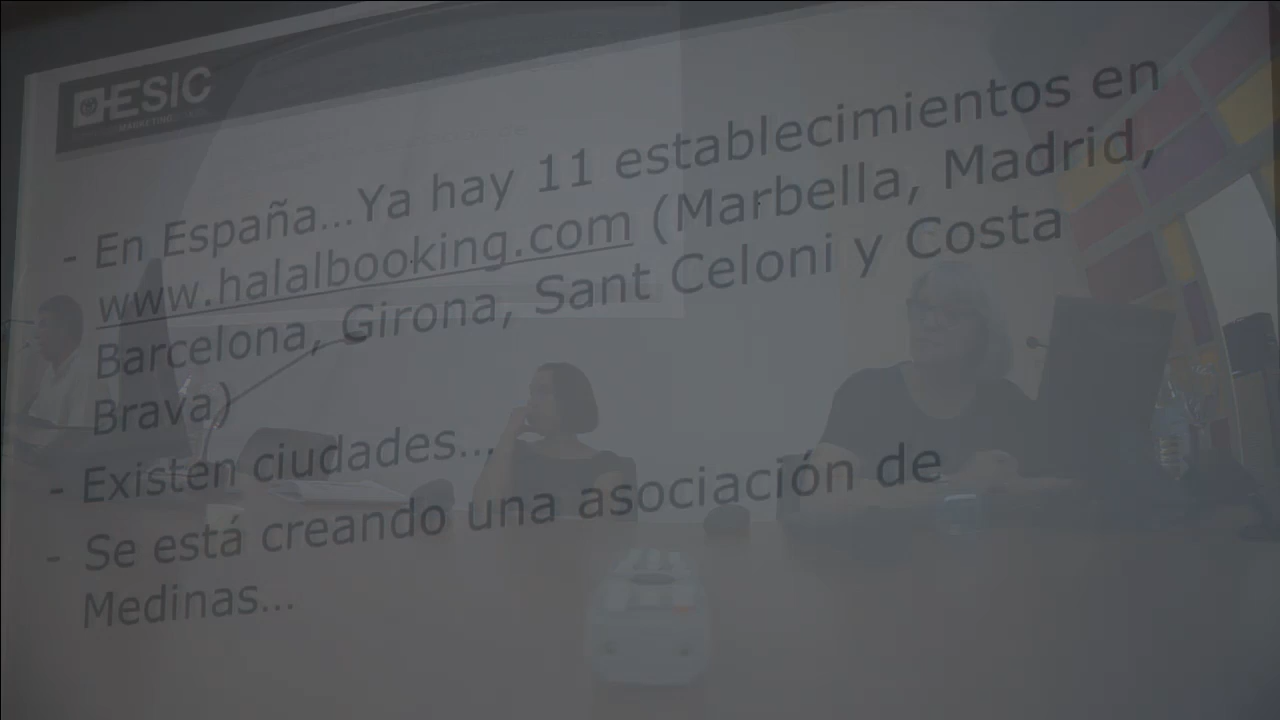 ESIC
MARKETING
- En España...Ya hay 11 establecimientos en
www.halalbooking.com (Marbella, Madrid,
Barcelona, Girona, Sant Celoni y Costa
Brava)
- Existen ciudades...
- Se está creando una asociación de
Medinas...